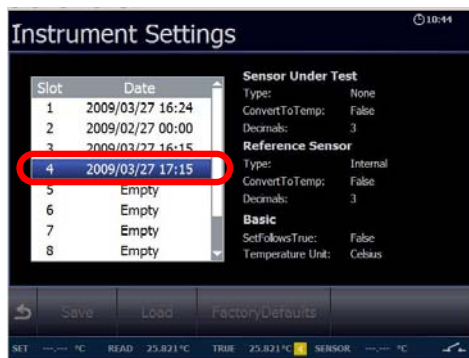 10:44
Instrument Settings
Slot Date
1 2009/03/27 16:24
2 2009/02/27 00:00
3 2009/03/27 16:15
4 2009/03/27 17:15
5 Empty
6 Empty
7 Empty
8 Empty
Sensor Under Test
Type: None
ConvertToTemp: False
Decimals: 3
Reference Sensor
Type: Internal
ConvertToTemp: False
Decimals: 3
Basic
SetFollowsTrue: False
Temperature Unit: Celsius
Save Load FactoryDefaults
SET ---.--- °C READ 25.821°C TRUE 25.821°C SENSOR ---.--- °C